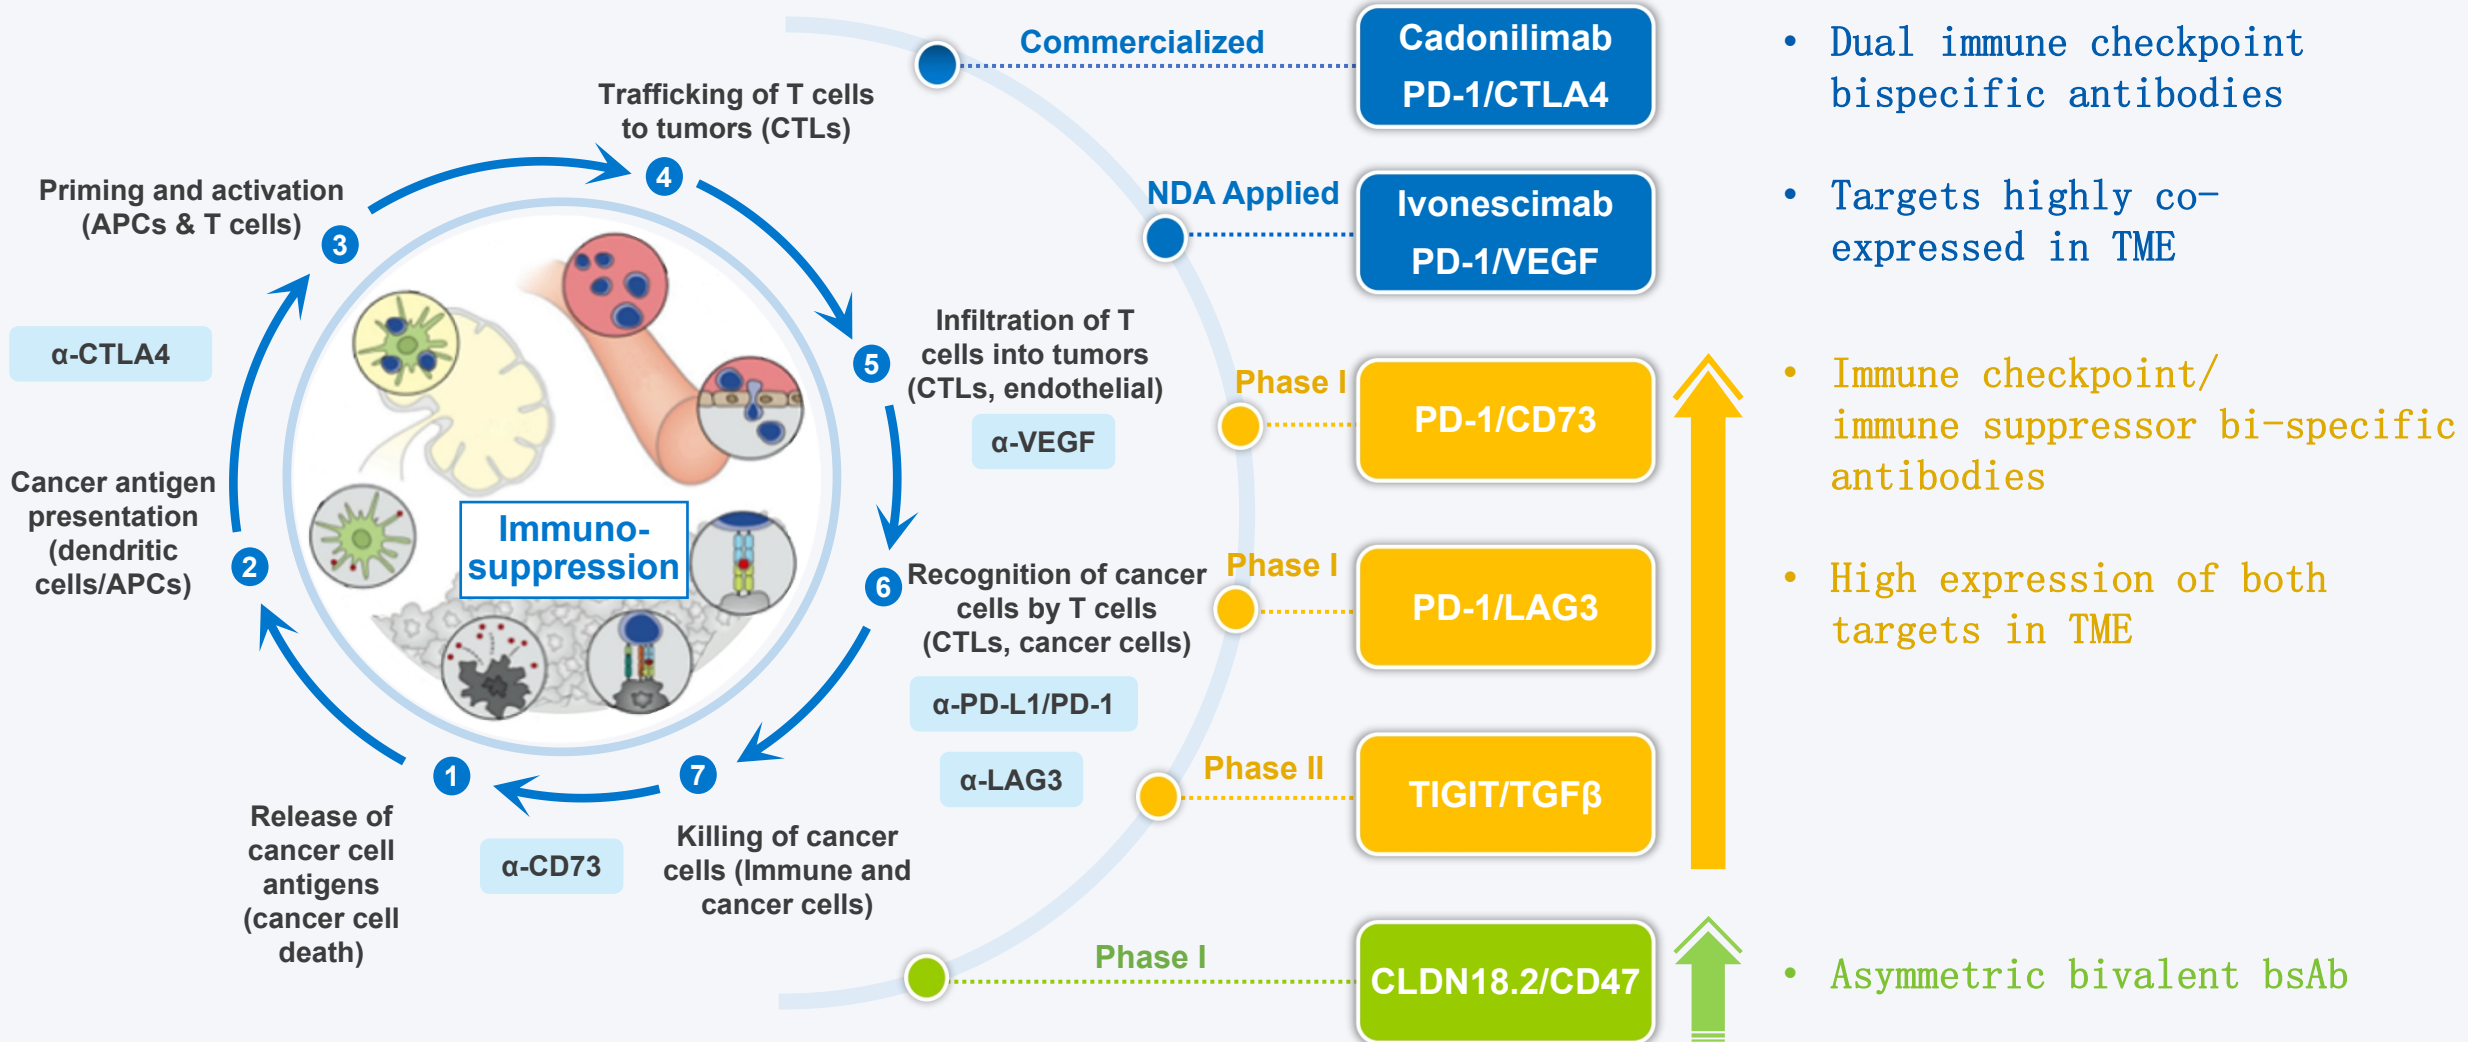 Trafficking of T cells
to tumors (CTLs)
4
Priming and activation
(APCs & T cells)
3
α-CTLA4
Infiltration of T
cells into tumors
(CTLs, endothelial)
5
α-VEGF
Cancer antigen
presentation
(dendritic
cells/APCs)
2
Immuno-
suppression
6
Recognition of cancer
cells by T cells
(CTLs, cancer cells)
α-PD-L1/PD-1
α-LAG3
1
7
Release of
cancer cell
antigens
(cancer cell
death)
α-CD73
Killing of cancer
cells (Immune and
cancer cells)
Commercialized
Cadonilimab
PD-1/CTLA4
NDA Applied
Ivonescimab
PD-1/VEGF
Phase I
PD-1/CD73
Phase I
PD-1/LAG3
Phase II
TIGIT/TGFβ
Phase I
CLDN18.2/CD47
• Dual immune checkpoint
bispecific antibodies
• Targets highly co-
expressed in TME
• Immune checkpoint/
immune suppressor bi-specific
antibodies
• High expression of both
targets in TME
• Asymmetric bivalent bsAb